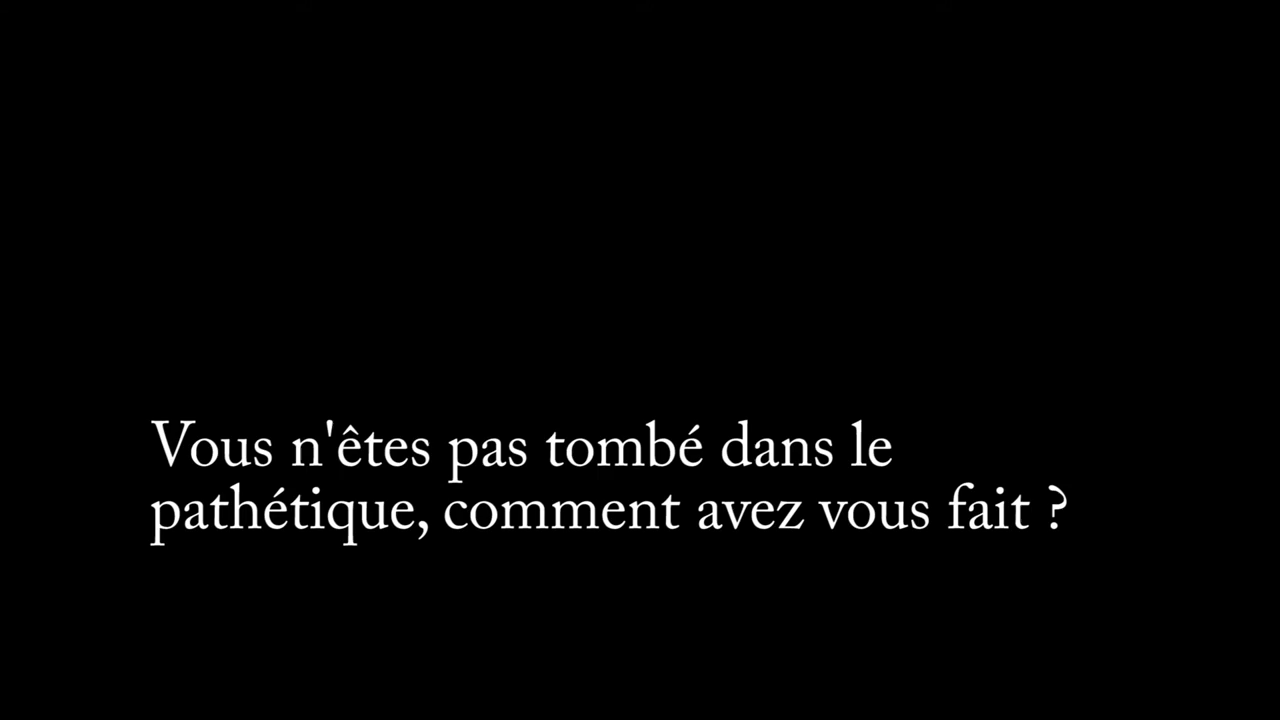 Vous n'êtes pas tombé dans le
pathétique, comment avez vous fait ?